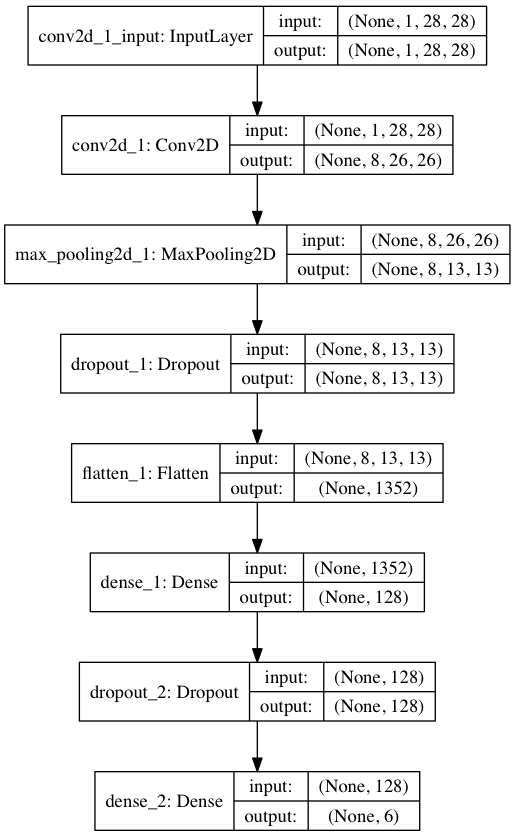 conv2d_1_input: InputLayer
input: (None, 1, 28, 28)
output: (None, 1, 28, 28)
conv2d_1: Conv2D
input: (None, 1, 28, 28)
output: (None, 8, 26, 26)
max_pooling2d_1: MaxPooling2D
input: (None, 8, 26, 26)
output: (None, 8, 13, 13)
dropout_1: Dropout
input: (None, 8, 13, 13)
output: (None, 8, 13, 13)
flatten_1: Flatten
input: (None, 8, 13, 13)
output: (None, 1352)
dense_1: Dense
input: (None, 1352)
output: (None, 128)
dropout_2: Dropout
input: (None, 128)
output: (None, 128)
dense_2: Dense
input: (None, 128)
output: (None, 6)